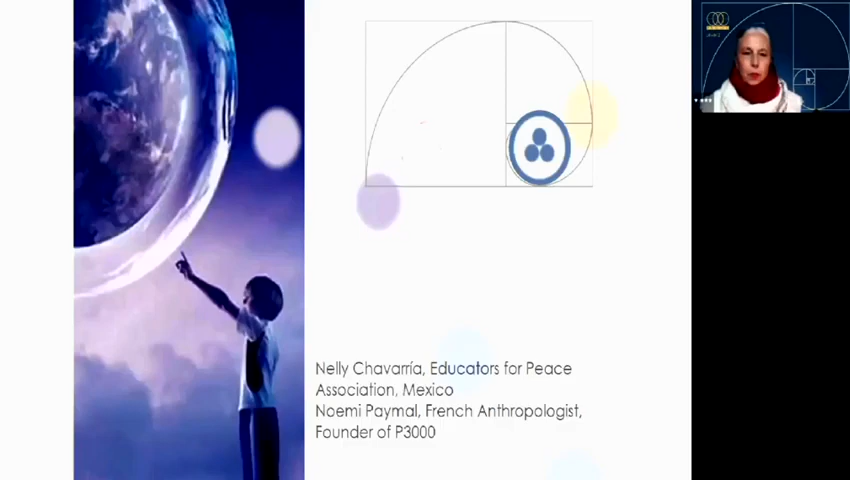 Nelly Chavarría, Educators for Peace
Association, Mexico
Noemi Paymal, French Anthropologist,
Founder of P3000